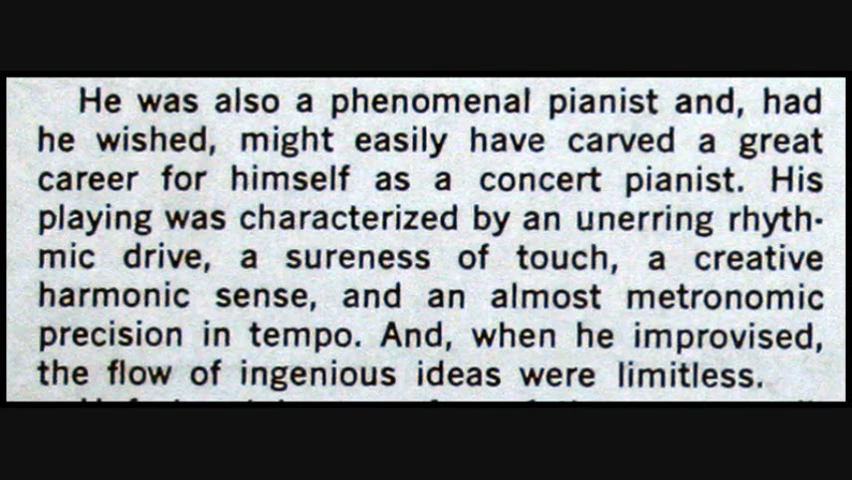 He was also a phenomenal pianist and, had
he wished, might easily have carved a great
career for himself as a concert pianist. His
playing was characterized by an unerring rhyth-
mic drive, a sureness of touch, a creative
harmonic sense, and an almost metronomic
precision in tempo. And, when he improvised,
the flow of ingenious ideas were limitless.